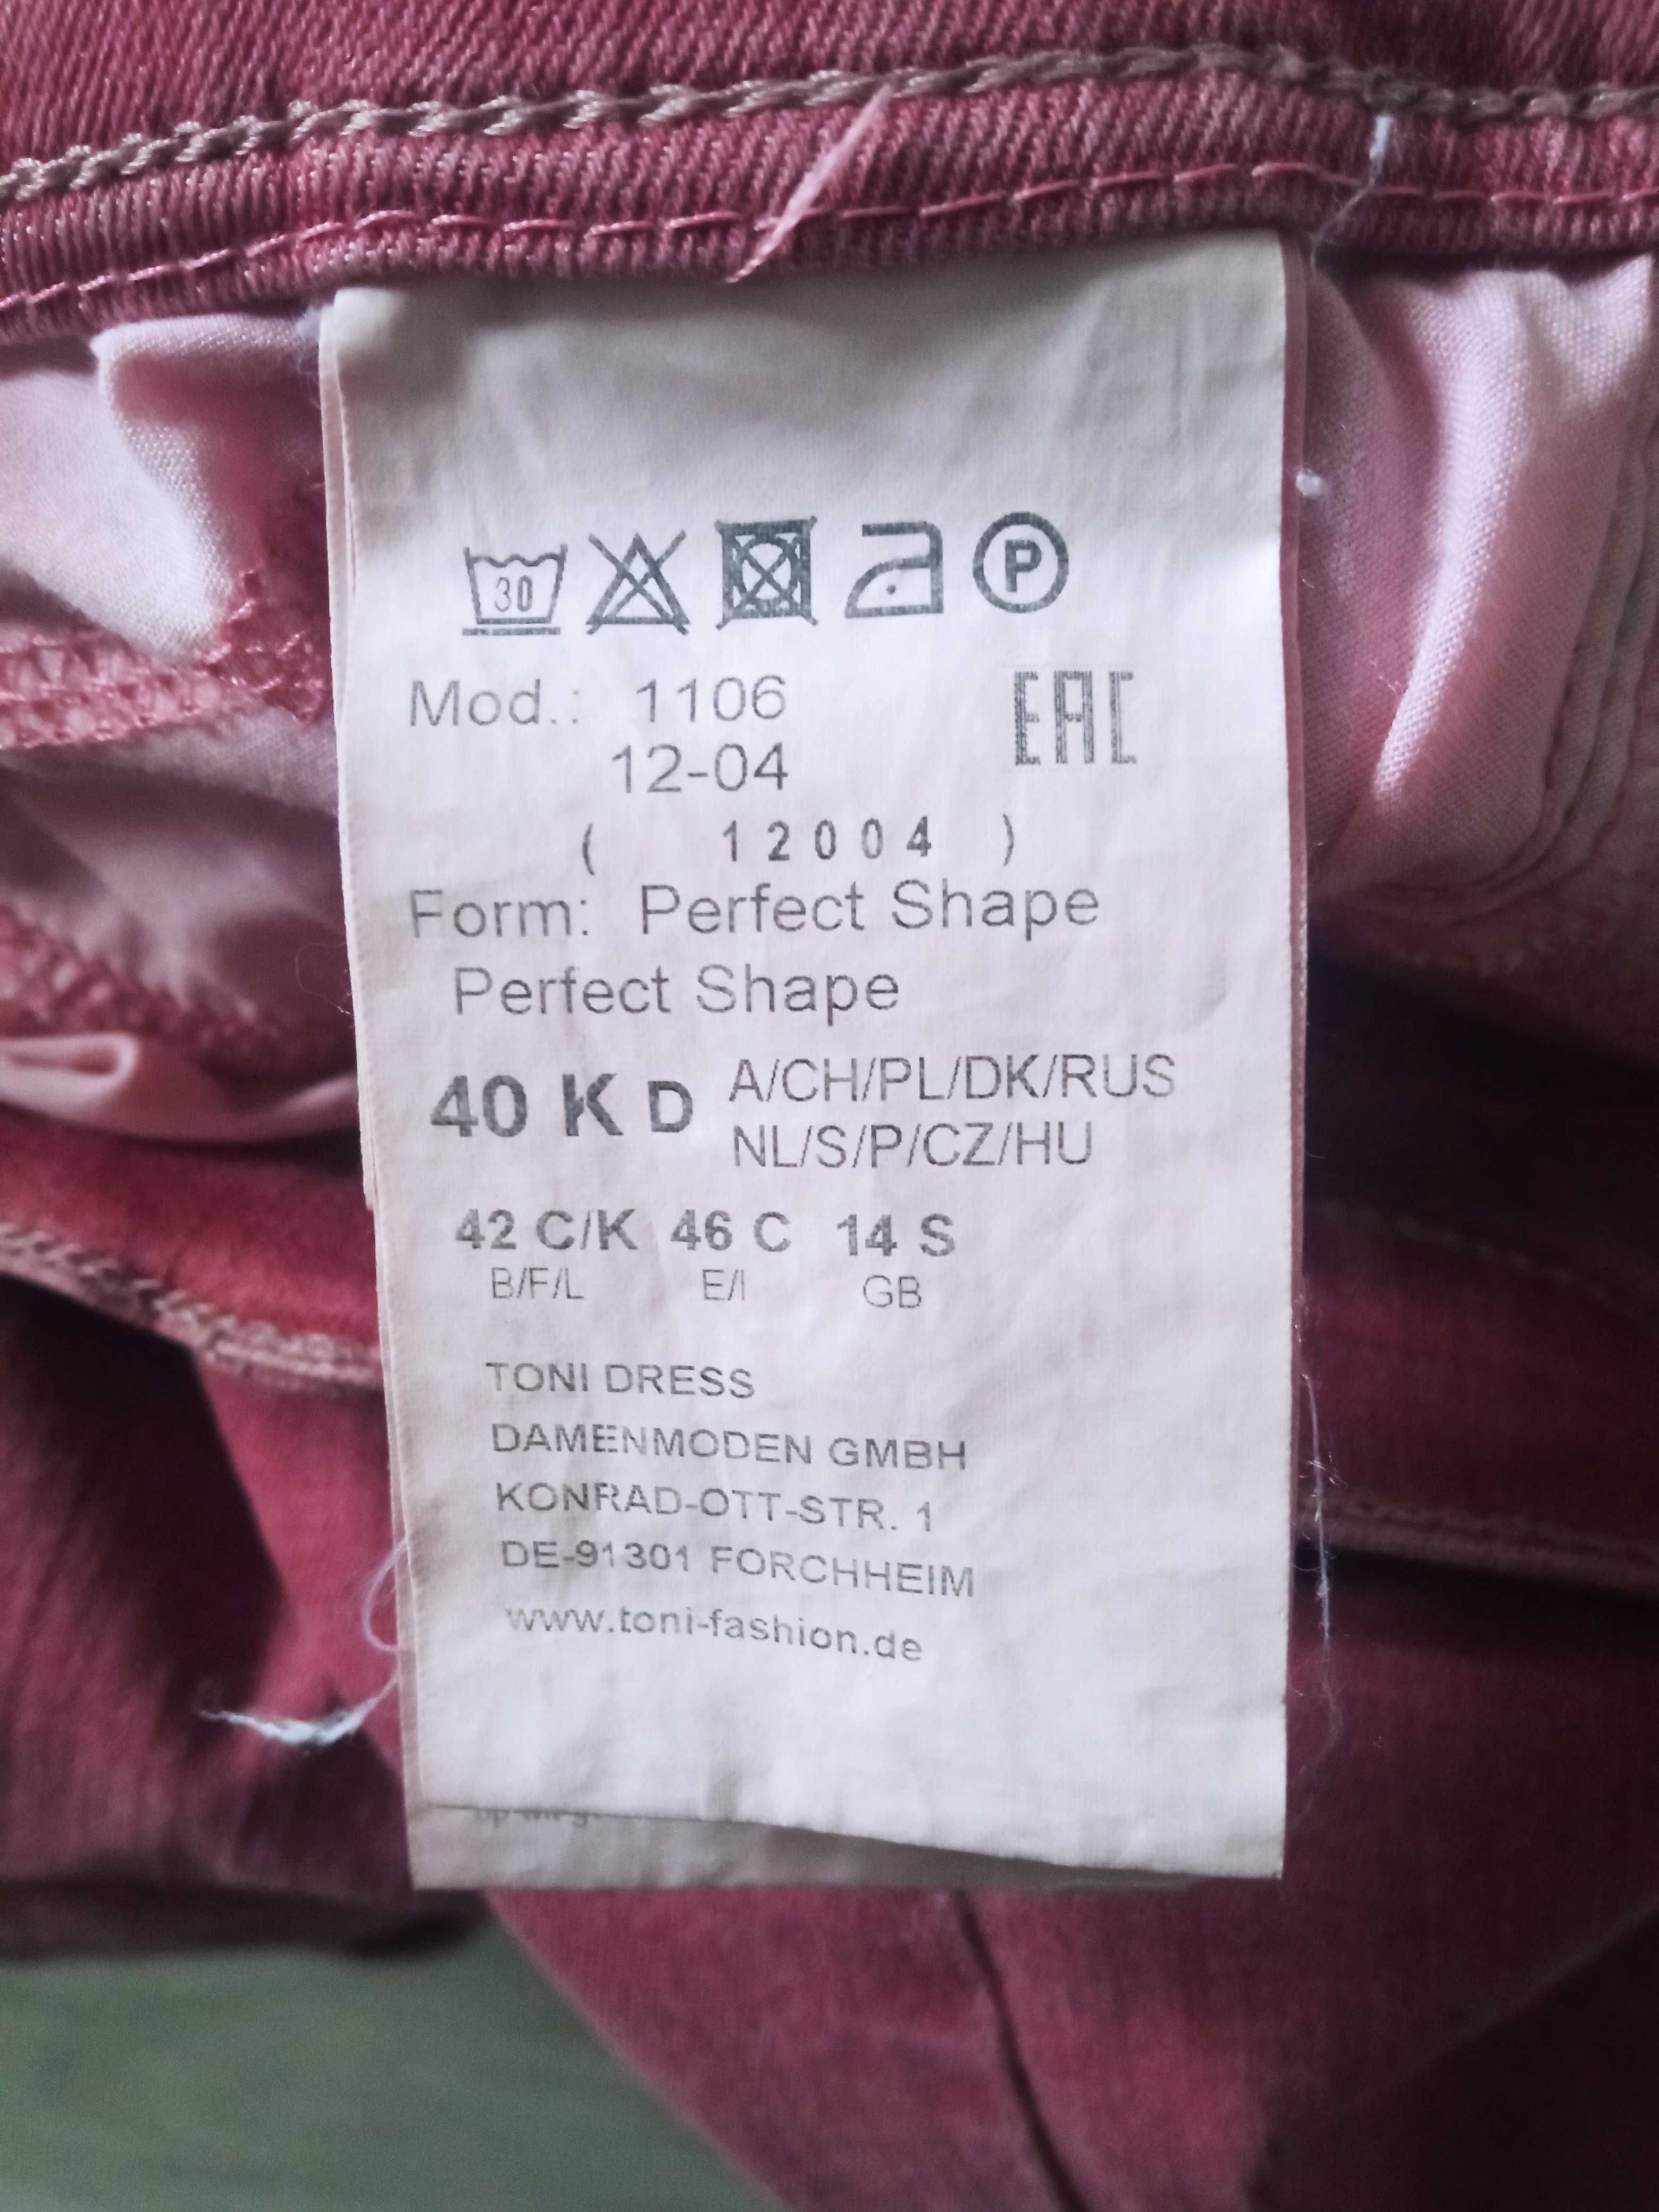 30 P
Mod.: 1106 EAC
12-04
( 12004 )
Form: Perfect Shape
Perfect Shape
40 K D A/CH/PL/DK/RUS
NL/S/P/CZ/HU
42 C/K 46 C 14 S
B/F/L E/I GB
TONI DRESS
DAMENMODEN GMBH
KONRAD-OTT-STR. 1
DE-91301 FORCHHEIM
www.toni-fashion.de